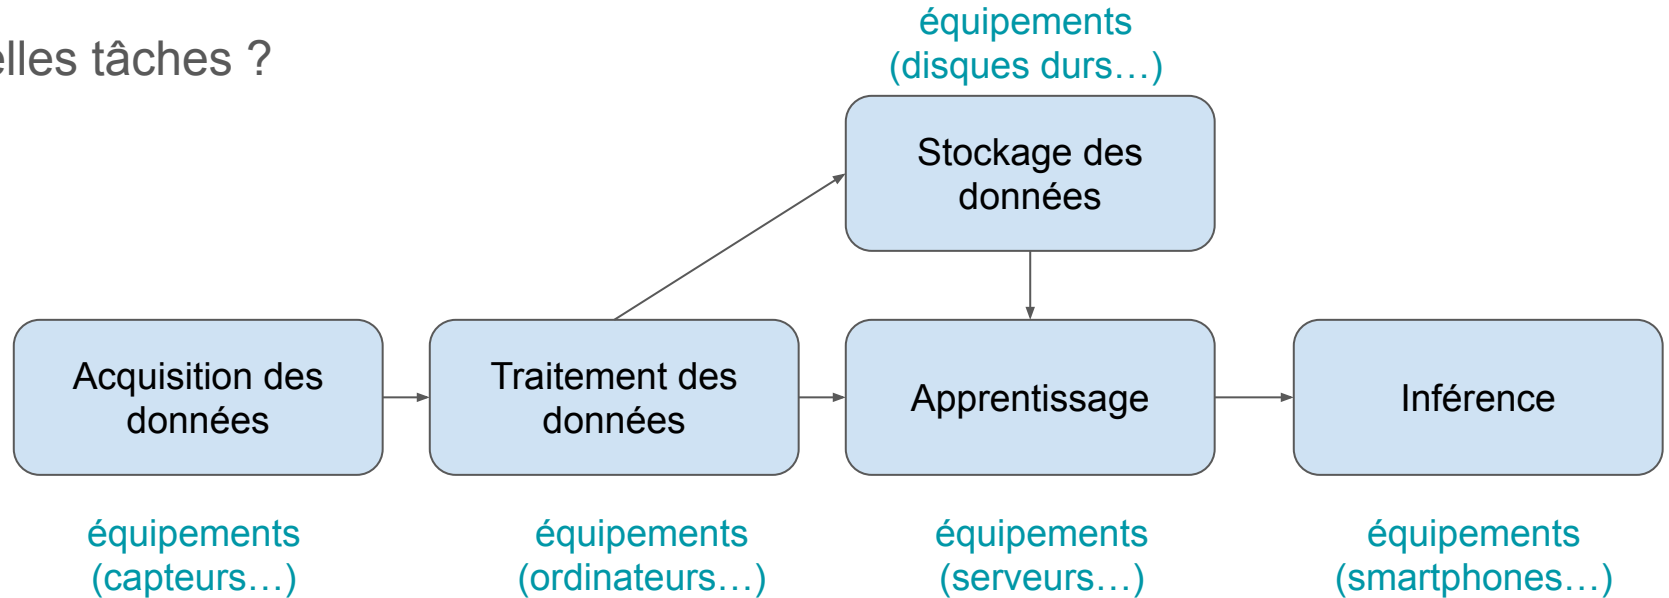 tâches ?
équipements
(disques durs…)
Stockage des
données
Acquisition des
données
Traitement des
données
Apprentissage
Inférence
équipements
(capteurs…)
équipements
(ordinateurs…)
équipements
(serveurs…)
équipements
(smartphones…)